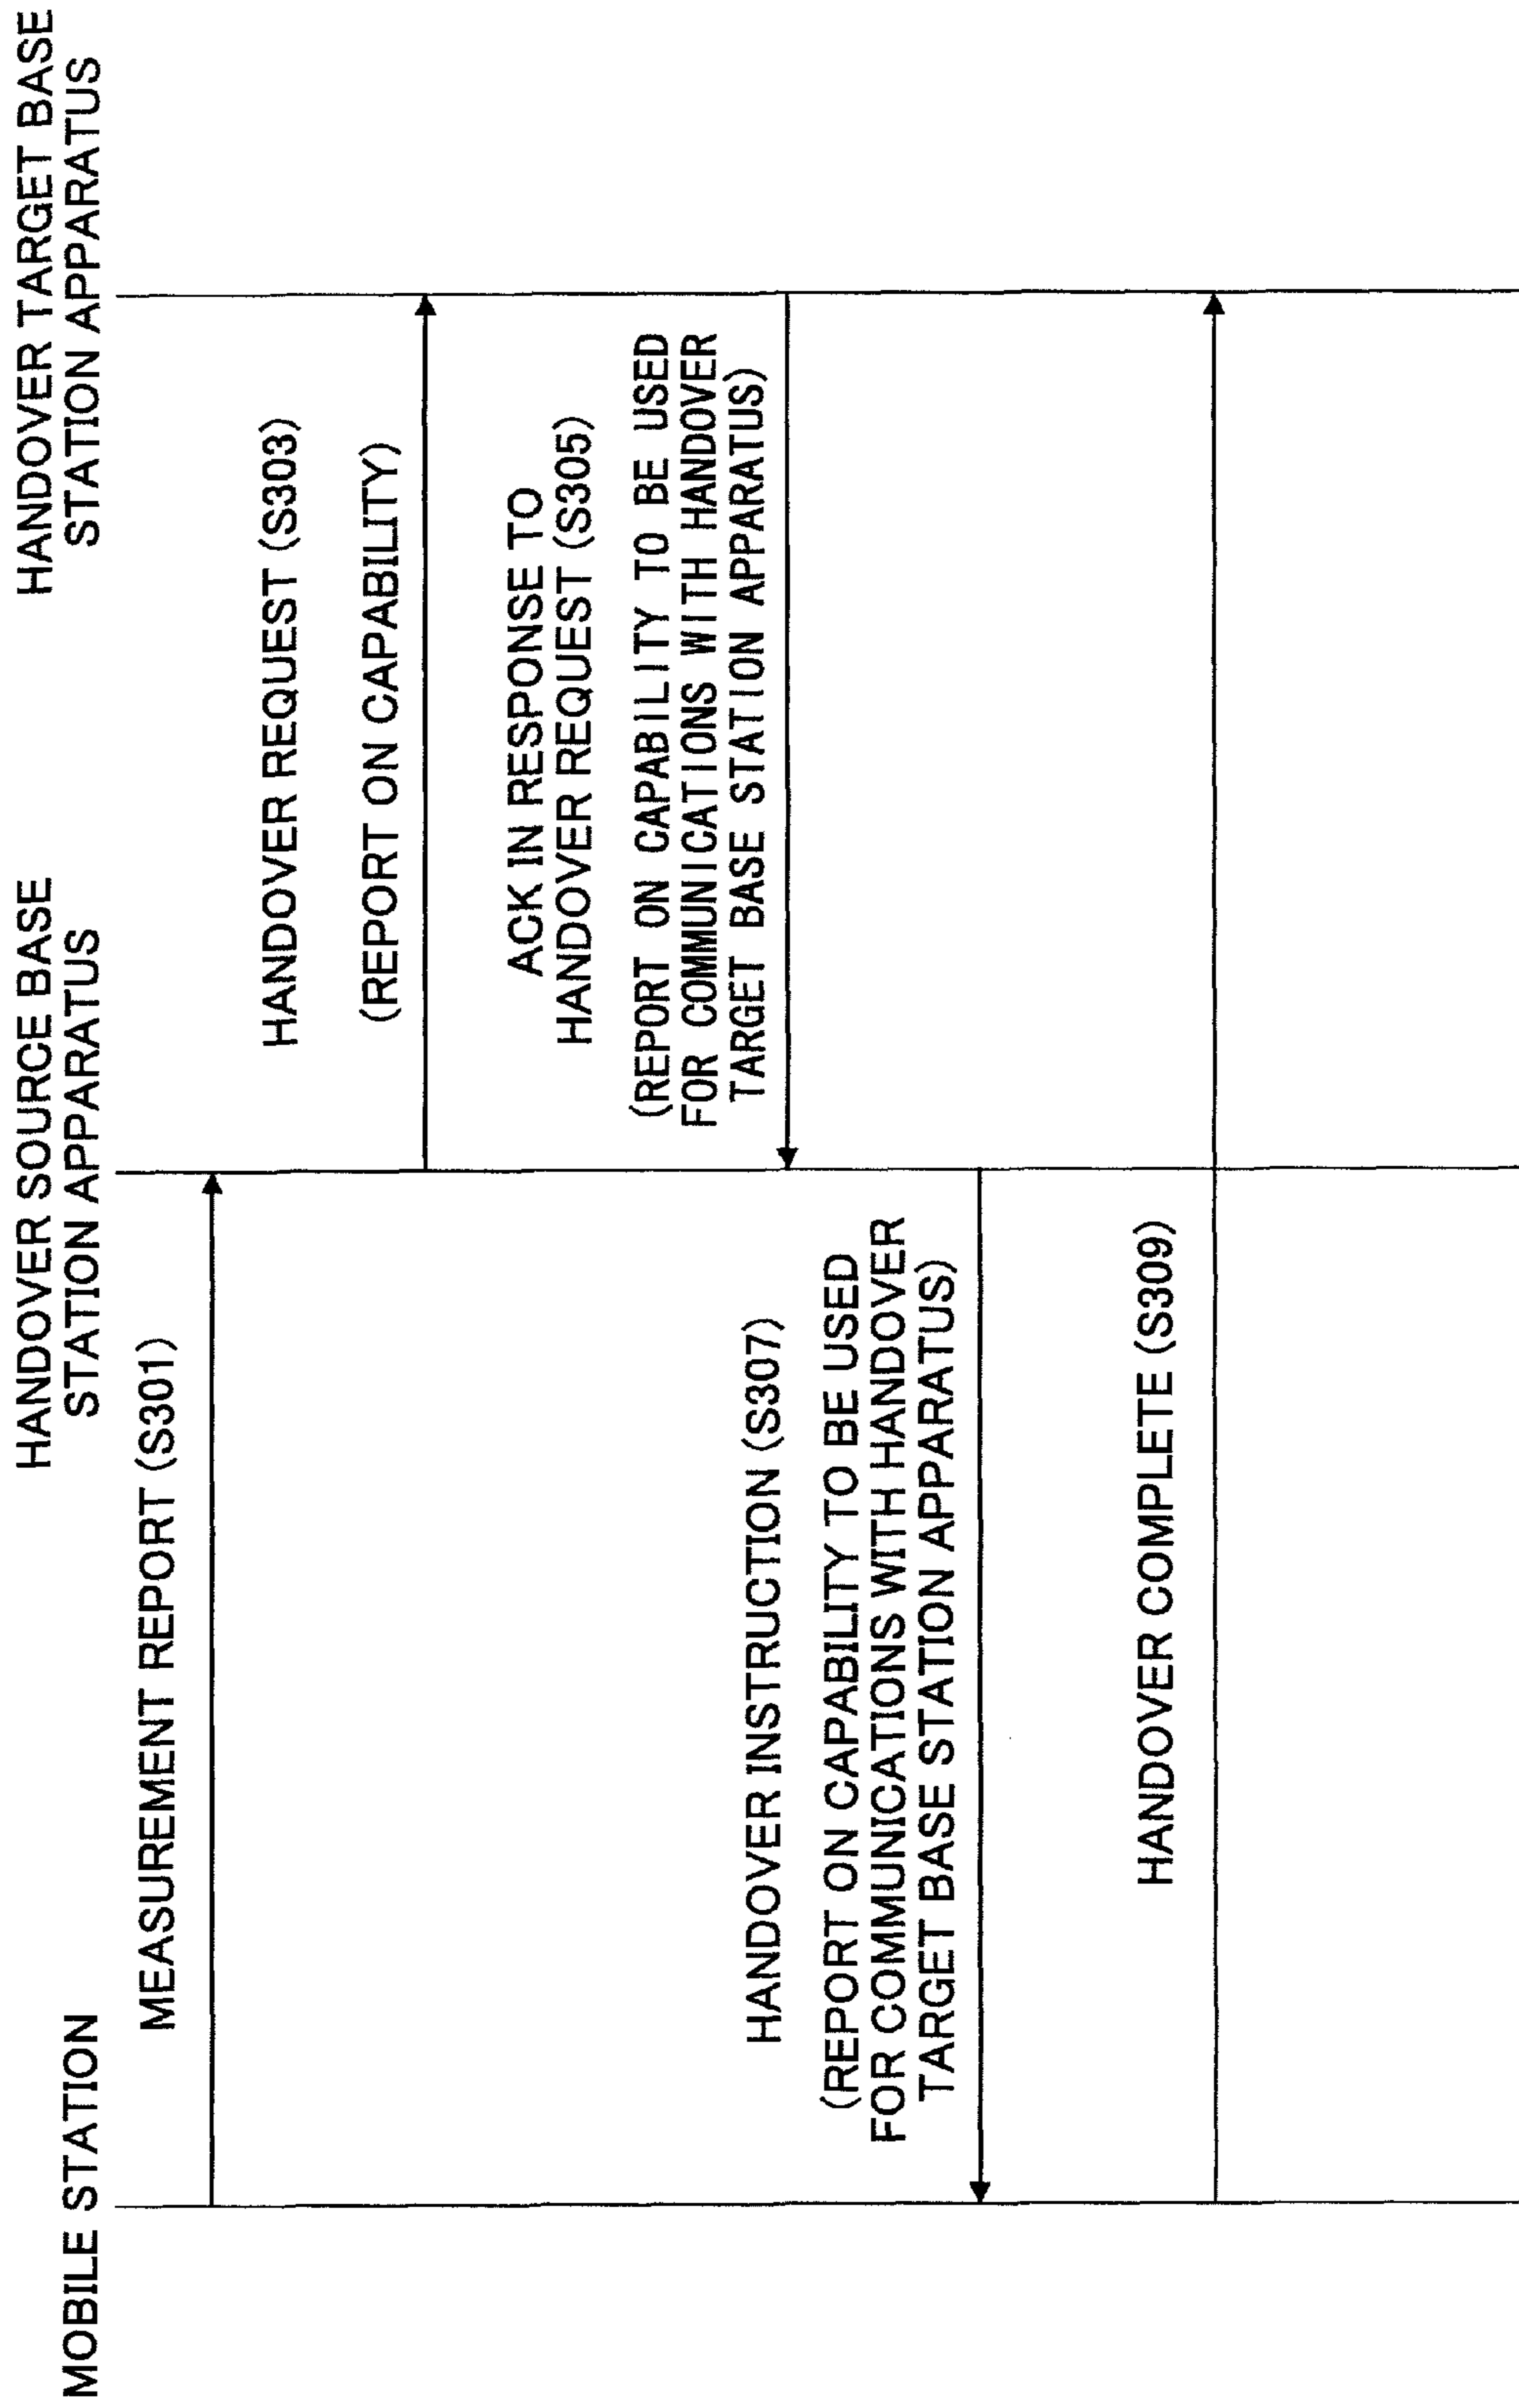 MOBILE STATION
HANDOVER SOURCE BASE
STATION APPARATUS
HANDOVER TARGET BASE
STATION APPARATUS
MEASUREMENT REPORT (S301)
HANDOVER REQUEST (S303)
(REPORT ON CAPABILITY)
ACK IN RESPONSE TO
HANDOVER REQUEST (S305)
(REPORT ON CAPABILITY TO BE USED
FOR COMMUNICATIONS WITH HANDOVER
TARGET BASE STATION APPARATUS)
HANDOVER INSTRUCTION (S307)
(REPORT ON CAPABILITY TO BE USED
FOR COMMUNICATIONS WITH HANDOVER
TARGET BASE STATION APPARATUS)
HANDOVER COMPLETE (S309)